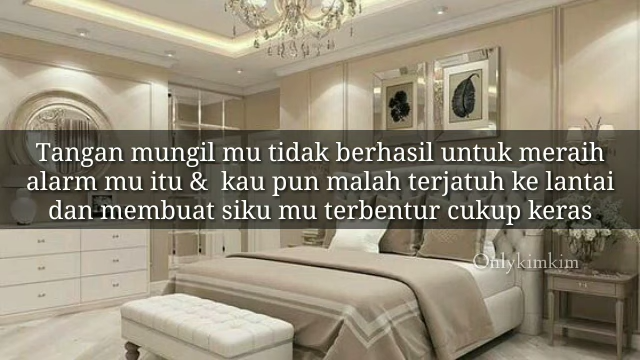 Tangan mungil mu tidak berhasil untuk meraih
alarm mu itu & kau pun malah terjatuh ke lantai
dan membuat siku mu terbentur cukup keras
Onlykimkim